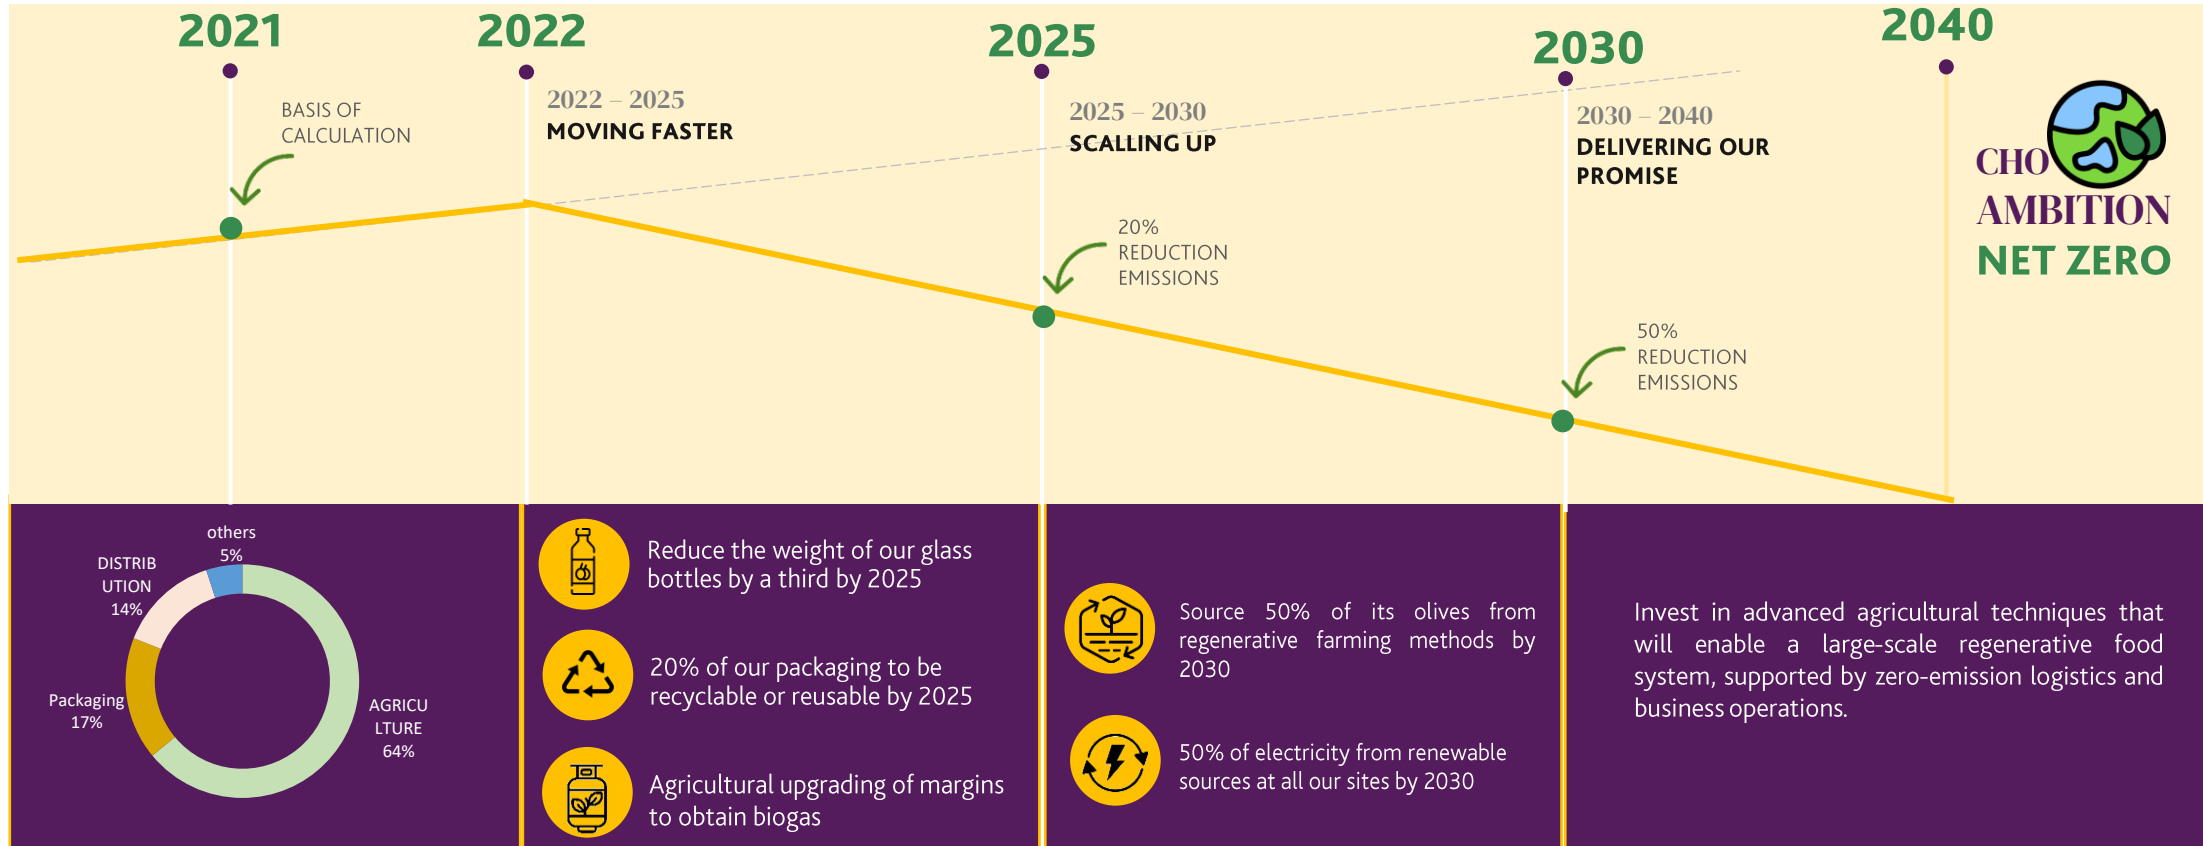 2021
2022
2025
2030
2040
BASIS OF
CALCULATION
2022 – 2025
MOVING FASTER
2025 – 2030
SCALLING UP
2030 – 2040
DELIVERING OUR
PROMISE
20%
REDUCTION
EMISSIONS
50%
REDUCTION
EMISSIONS
CHO
AMBITION
NET ZERO
others
5%
DISTRIB
UTION
14%
Packaging
17%
AGRICU
LTURE
64%
Reduce the weight of our glass
bottles by a third by 2025
20% of our packaging to be
recyclable or reusable by 2025
Agricultural upgrading of margins
to obtain biogas
Source 50% of its olives from
regenerative farming methods by
2030
50% of electricity from renewable
sources at all our sites by 2030
Invest in advanced agricultural techniques that
will enable a large-scale regenerative food
system, supported by zero-emission logistics and
business operations.